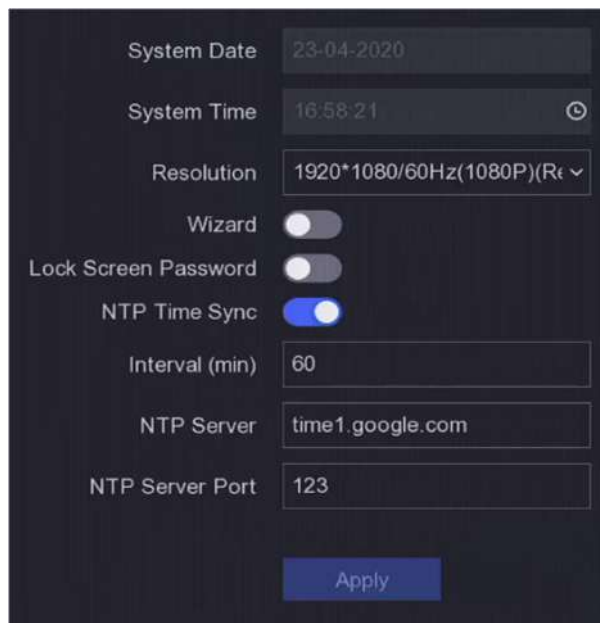 System Date 23-04-2020
System Time 16:58:21
Resolution 1920*1080/60Hz(1080P)(Re
Wizard
Lock Screen Password
NTP Time Sync
Interval (min) 60
NTP Server time1.google.com
NTP Server Port 123
Apply